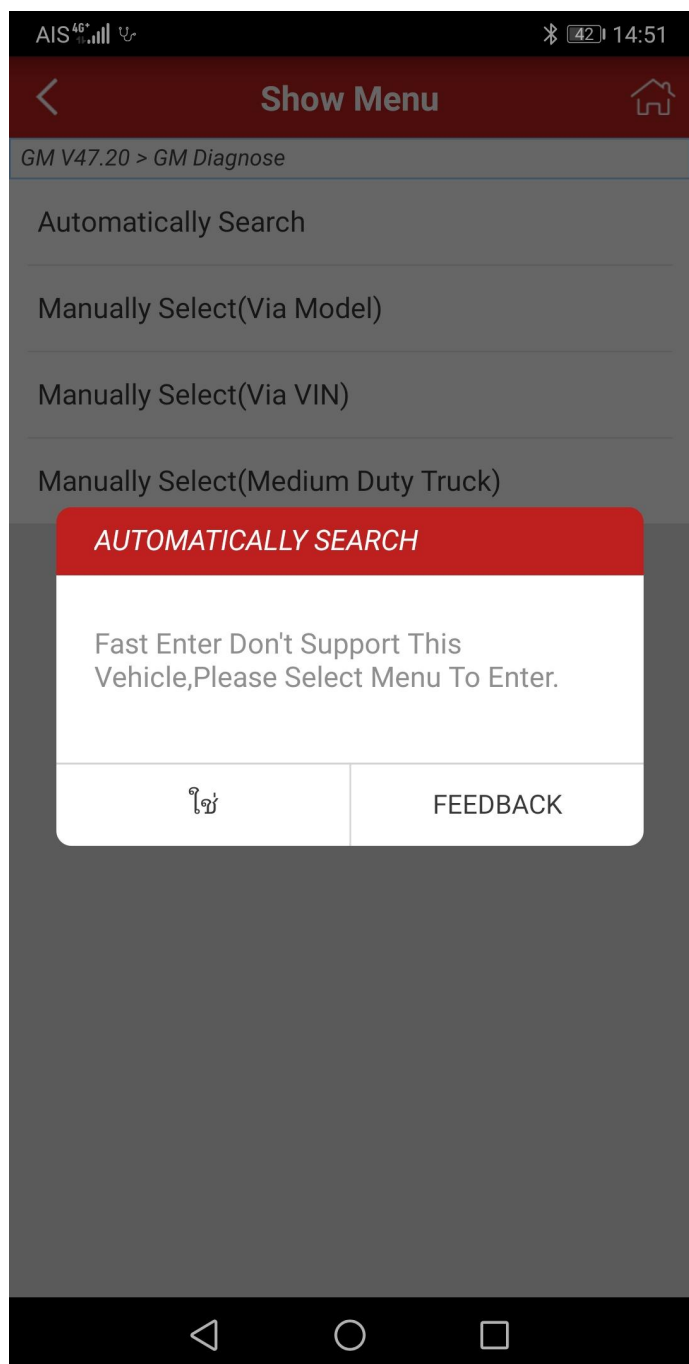 AIS 4G+ 42 14:51
Show Menu
GM V47.20 > GM Diagnose
Automatically Search
Manually Select(Via Model)
Manually Select(Via VIN)
Manually Select(Medium Duty Truck)
AUTOMATICALLY SEARCH
Fast Enter Don't Support This
Vehicle,Please Select Menu To Enter.
ใช่ FEEDBACK